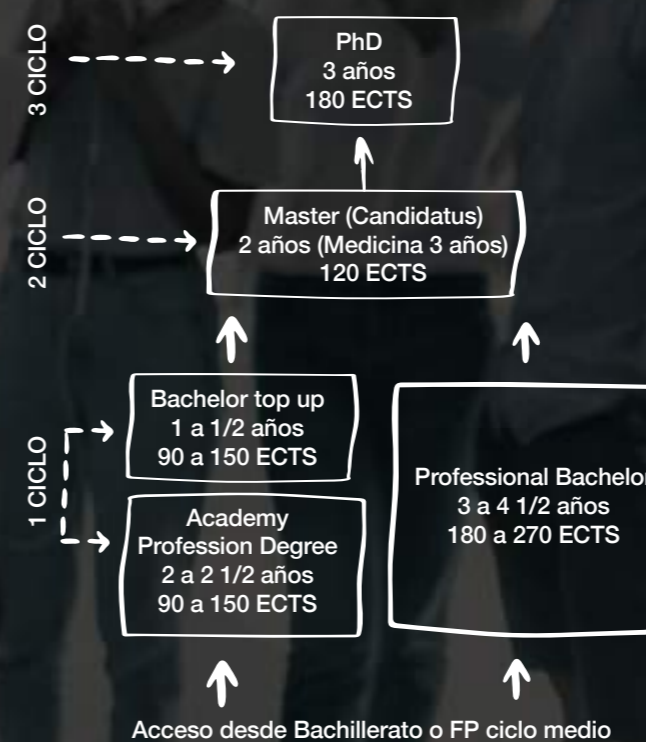 3 CICLO
PhD
3 años
180 ECTS
2 CICLO
Master (Candidatus)
2 años (Medicina 3 años)
120 ECTS
1 CICLO
Bachelor top up
1 a 1/2 años
90 a 150 ECTS
Academy
Profession Degree
2 a 2 1/2 años
90 a 150 ECTS
Professional Bachelor
3 a 4 1/2 años
180 a 270 ECTS
Acceso desde Bachillerato o FP ciclo medio